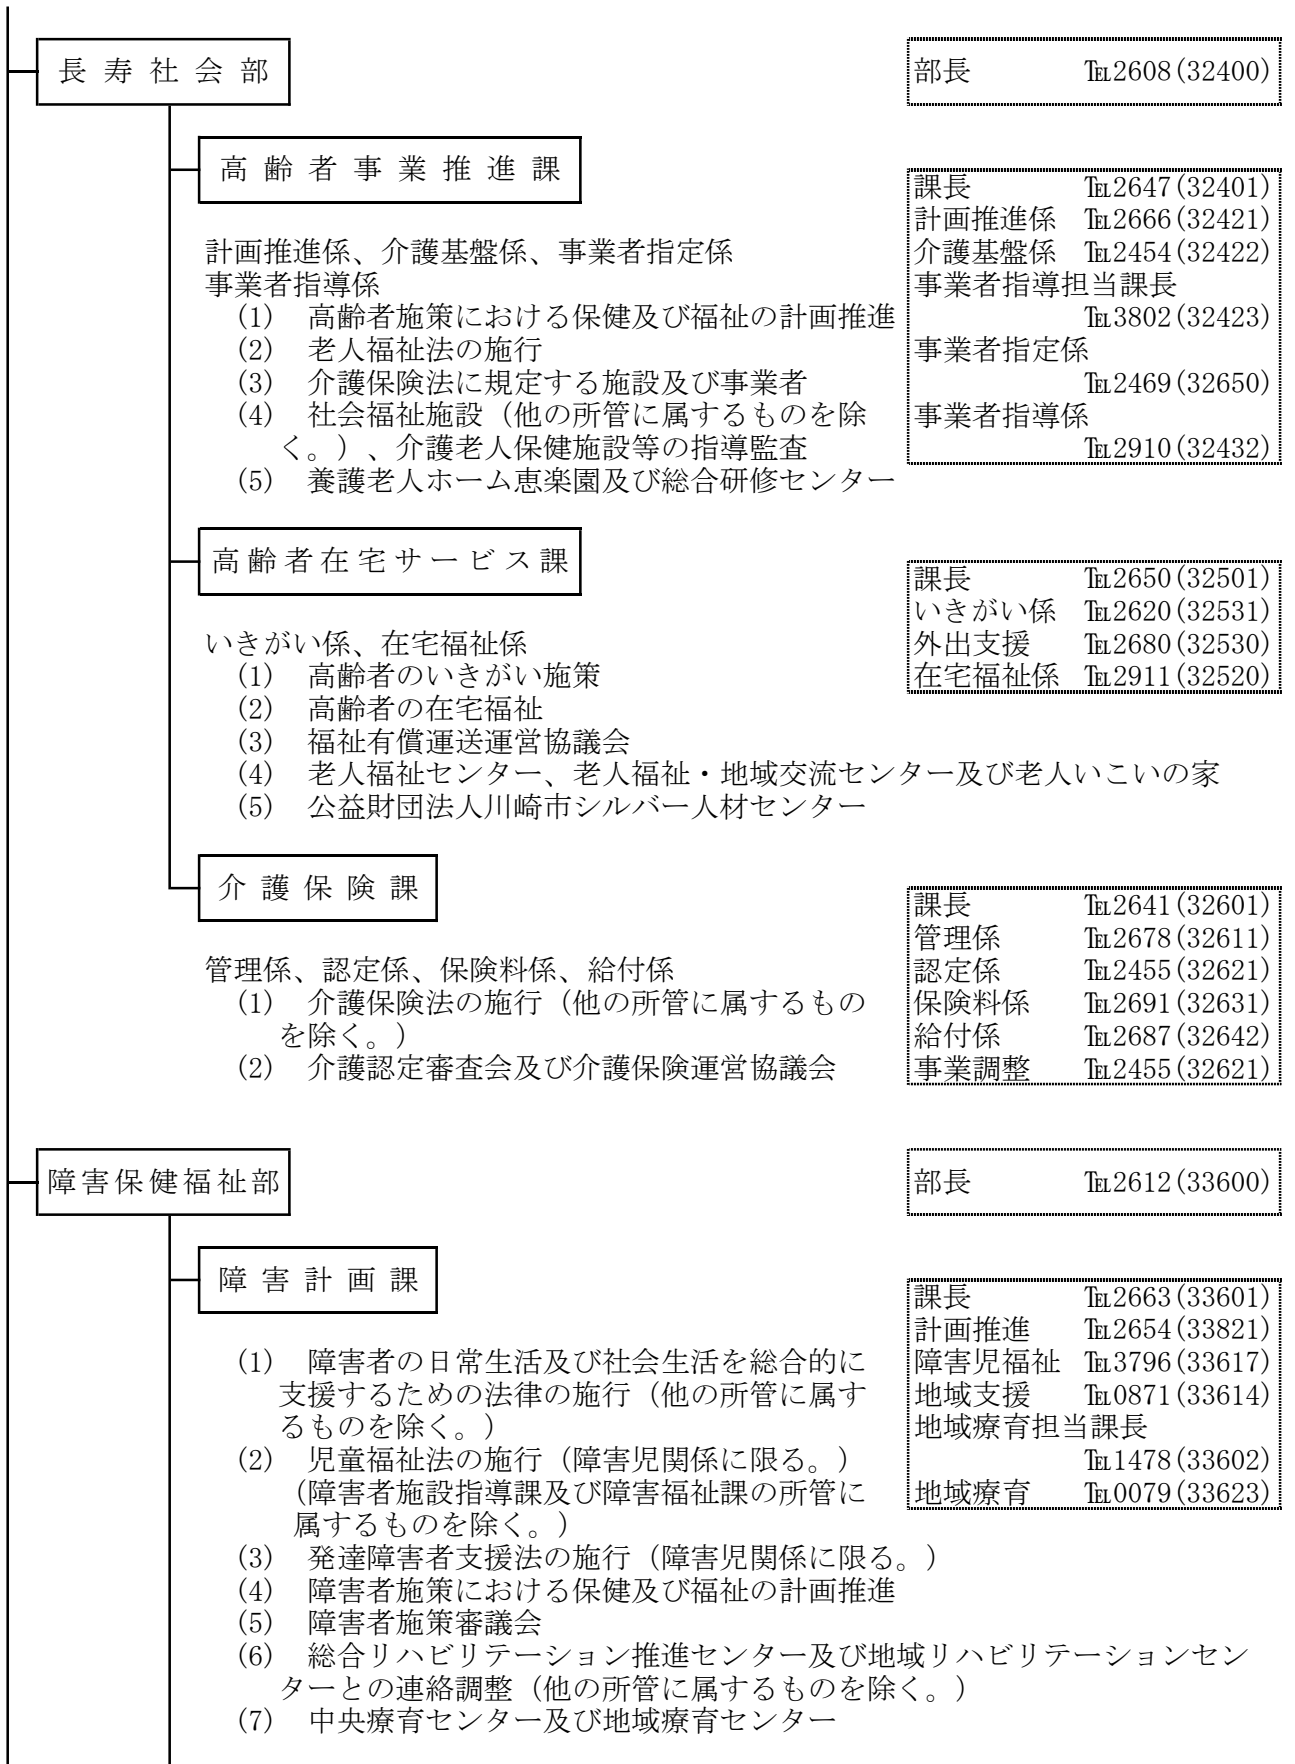 長寿社会部
部長 ℡2608(32400)
高齢者事業推進課
課長 ℡2647(32401)
計画推進係 ℡2666(32421)
介護基盤係 ℡2454(32422)
事業者指導担当課長
℡3802(32423)
事業者指定係
℡2469(32650)
事業者指導係
℡2910(32432)
計画推進係、介護基盤係、事業者指定係
事業者指導係
(1) 高齢者施策における保健及び福祉の計画推進
(2) 老人福祉法の施行
(3) 介護保険法に規定する施設及び事業者
(4) 社会福祉施設（他の所管に属するものを除
く。）、介護老人保健施設等の指導監査
(5) 養護老人ホーム恵楽園及び総合研修センター
高齢者在宅サービス課
課長 ℡2650(32501)
いきがい係 ℡2620(32531)
外出支援 ℡2680(32530)
在宅福祉係 ℡2911(32520)
いきがい係、在宅福祉係
(1) 高齢者のいきがい施策
(2) 高齢者の在宅福祉
(3) 福祉有償運送運営協議会
(4) 老人福祉センター、老人福祉・地域交流センター及び老人いこいの家
(5) 公益財団法人川崎市シルバー人材センター
介護保険課
課長 ℡2641(32601)
管理係 ℡2678(32611)
認定係 ℡2455(32621)
保険料係 ℡2691(32631)
給付係 ℡2687(32642)
事業調整 ℡2455(32621)
管理係、認定係、保険料係、給付係
(1) 介護保険法の施行（他の所管に属するもの
を除く。）
(2) 介護認定審査会及び介護保険運営協議会
障害保健福祉部
部長 ℡2612(33600)
障害計画課
課長 ℡2663(33601)
計画推進 ℡2654(33821)
障害児福祉 ℡3796(33617)
地域支援 ℡0871(33614)
地域療育担当課長
℡1478(33602)
地域療育 ℡0079(33623)
(1) 障害者の日常生活及び社会生活を総合的に
支援するための法律の施行（他の所管に属す
るものを除く。）
(2) 児童福祉法の施行（障害児関係に限る。）
（障害者施設指導課及び障害福祉課の所管に
属するものを除く。）
(3) 発達障害者支援法の施行（障害児関係に限る。）
(4) 障害者施策における保健及び福祉の計画推進
(5) 障害者施策審議会
(6) 総合リハビリテーション推進センター及び地域リハビリテーションセン
ターとの連絡調整（他の所管に属するものを除く。）
(7) 中央療育センター及び地域療育センター